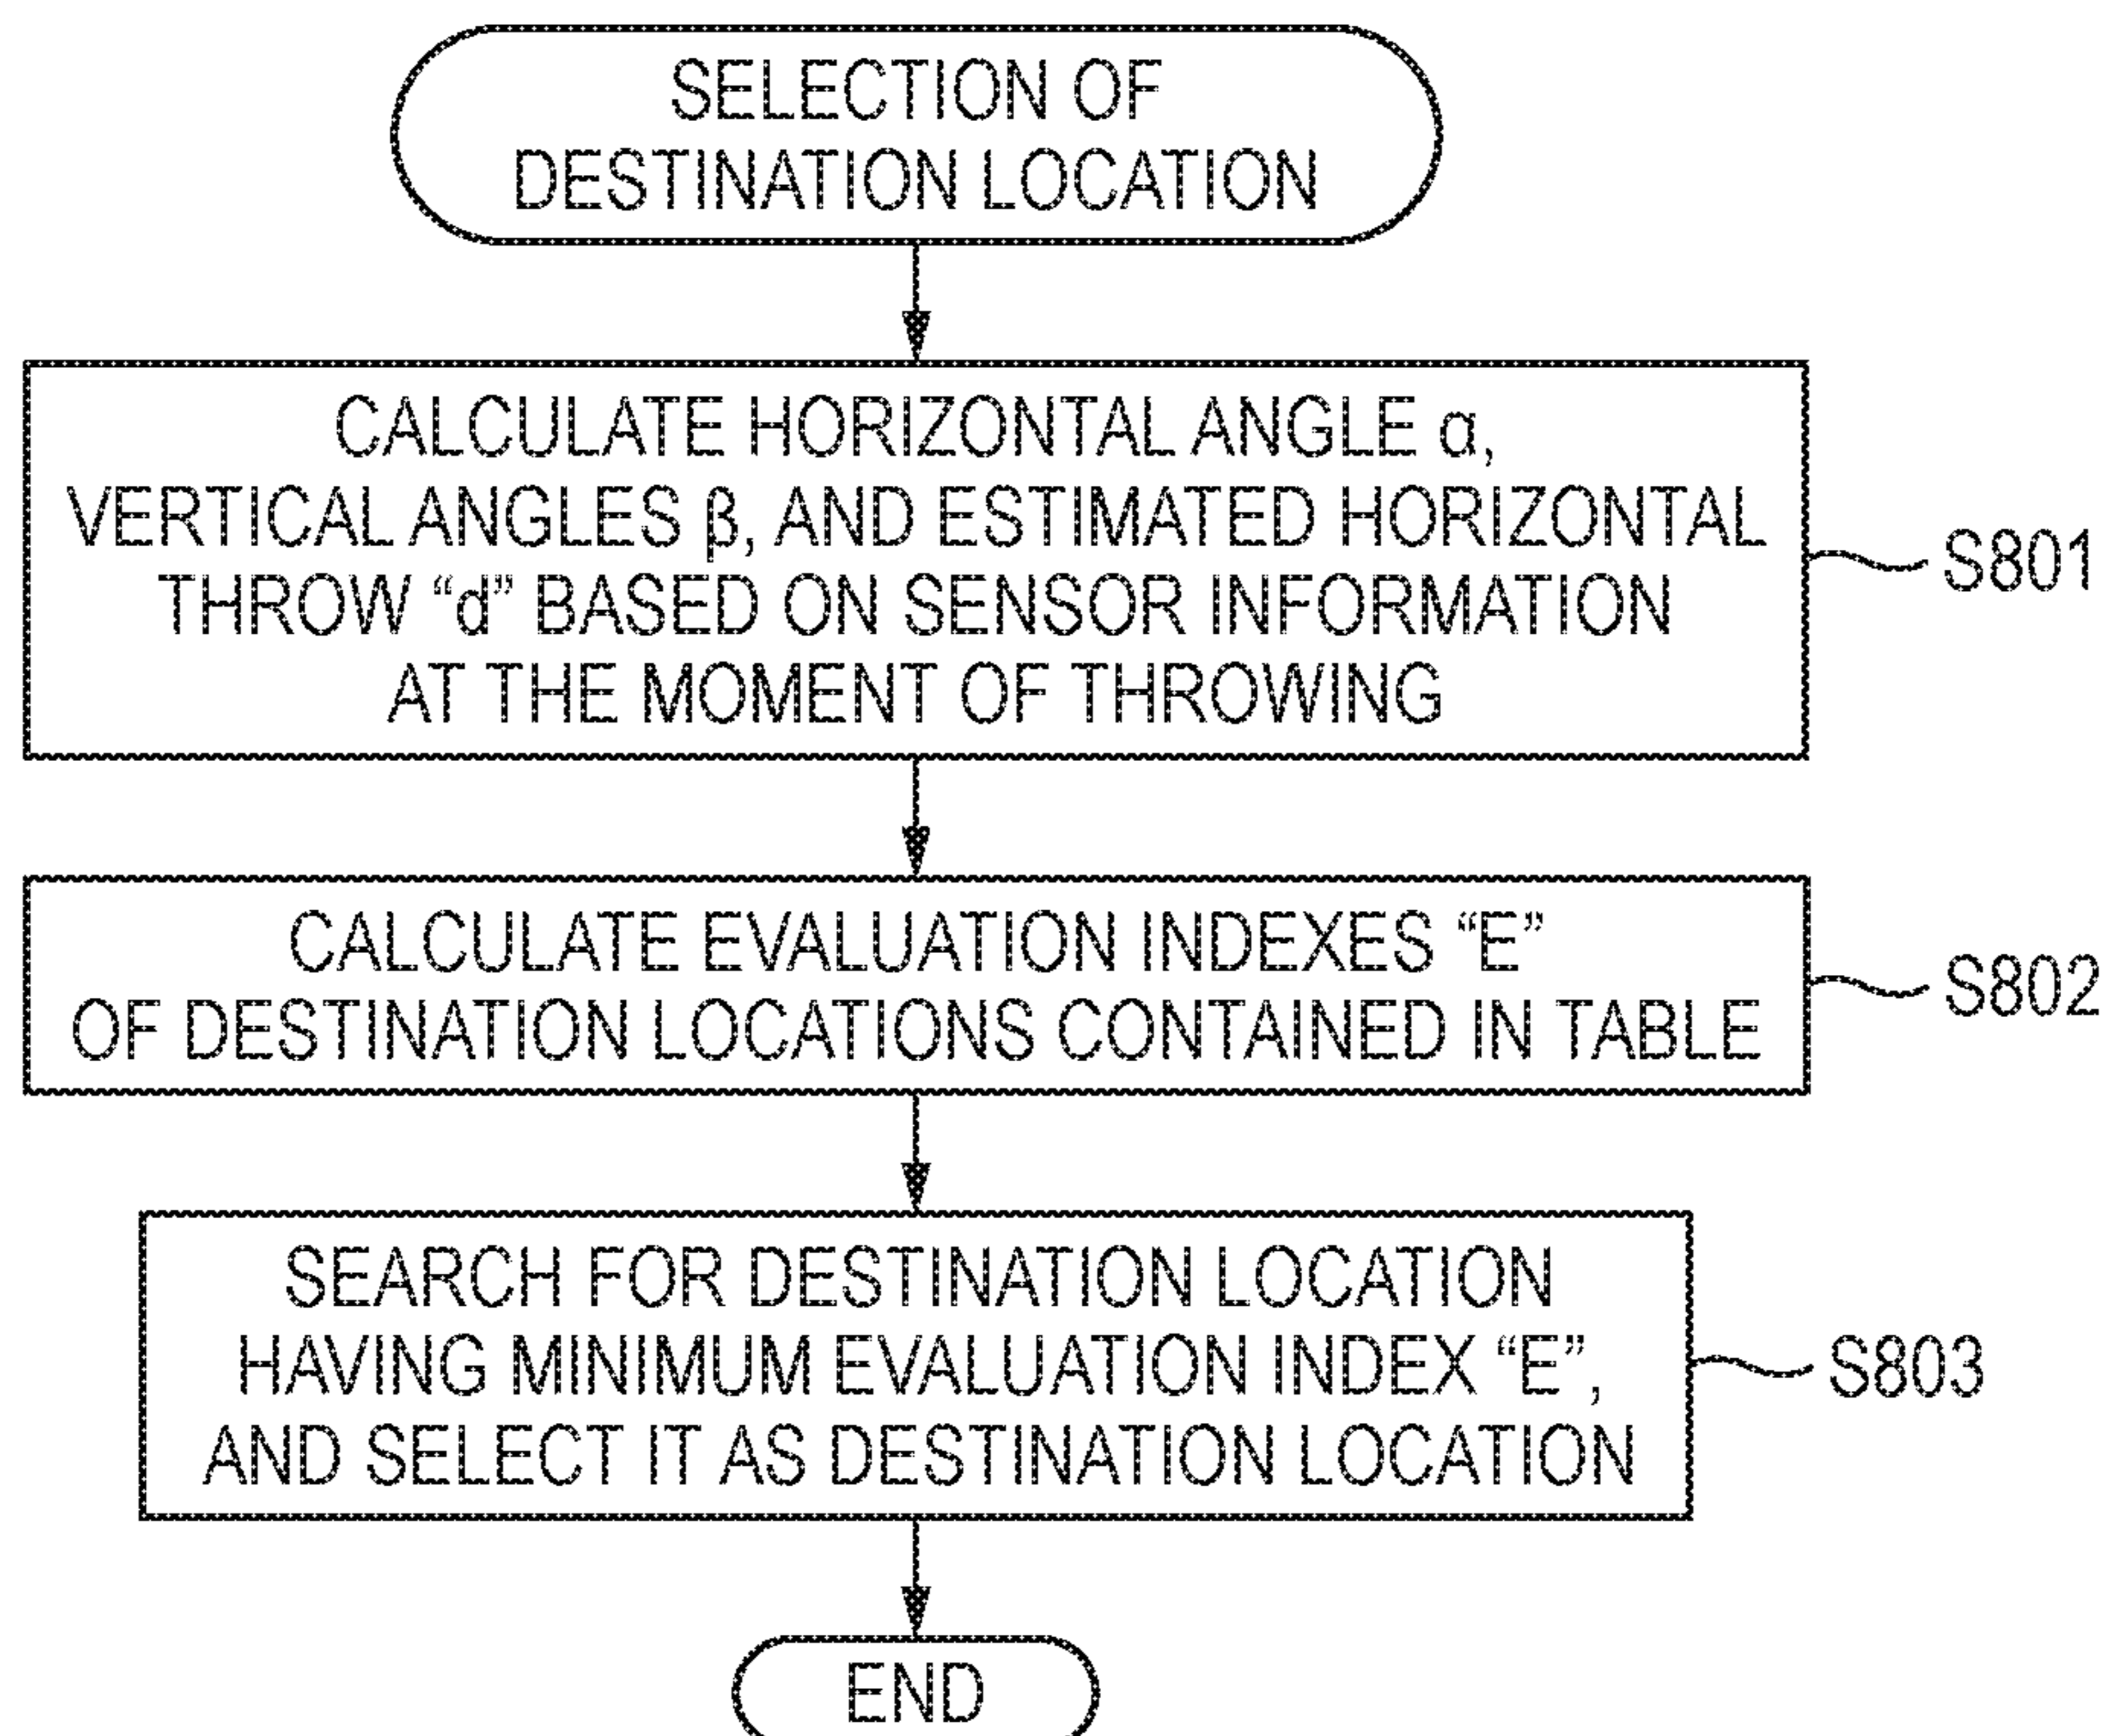 SELECTION OF
DESTINATION LOCATION
CALCULATE HORIZONTAL ANGLE α,
VERTICAL ANGLES β, AND ESTIMATED HORIZONTAL
THROW “d” BASED ON SENSOR INFORMATION
AT THE MOMENT OF THROWING
S801
CALCULATE EVALUATION INDEXES “E”
OF DESTINATION LOCATIONS CONTAINED IN TABLE
S802
SEARCH FOR DESTINATION LOCATION
HAVING MINIMUM EVALUATION INDEX “E”,
AND SELECT IT AS DESTINATION LOCATION
S803
END